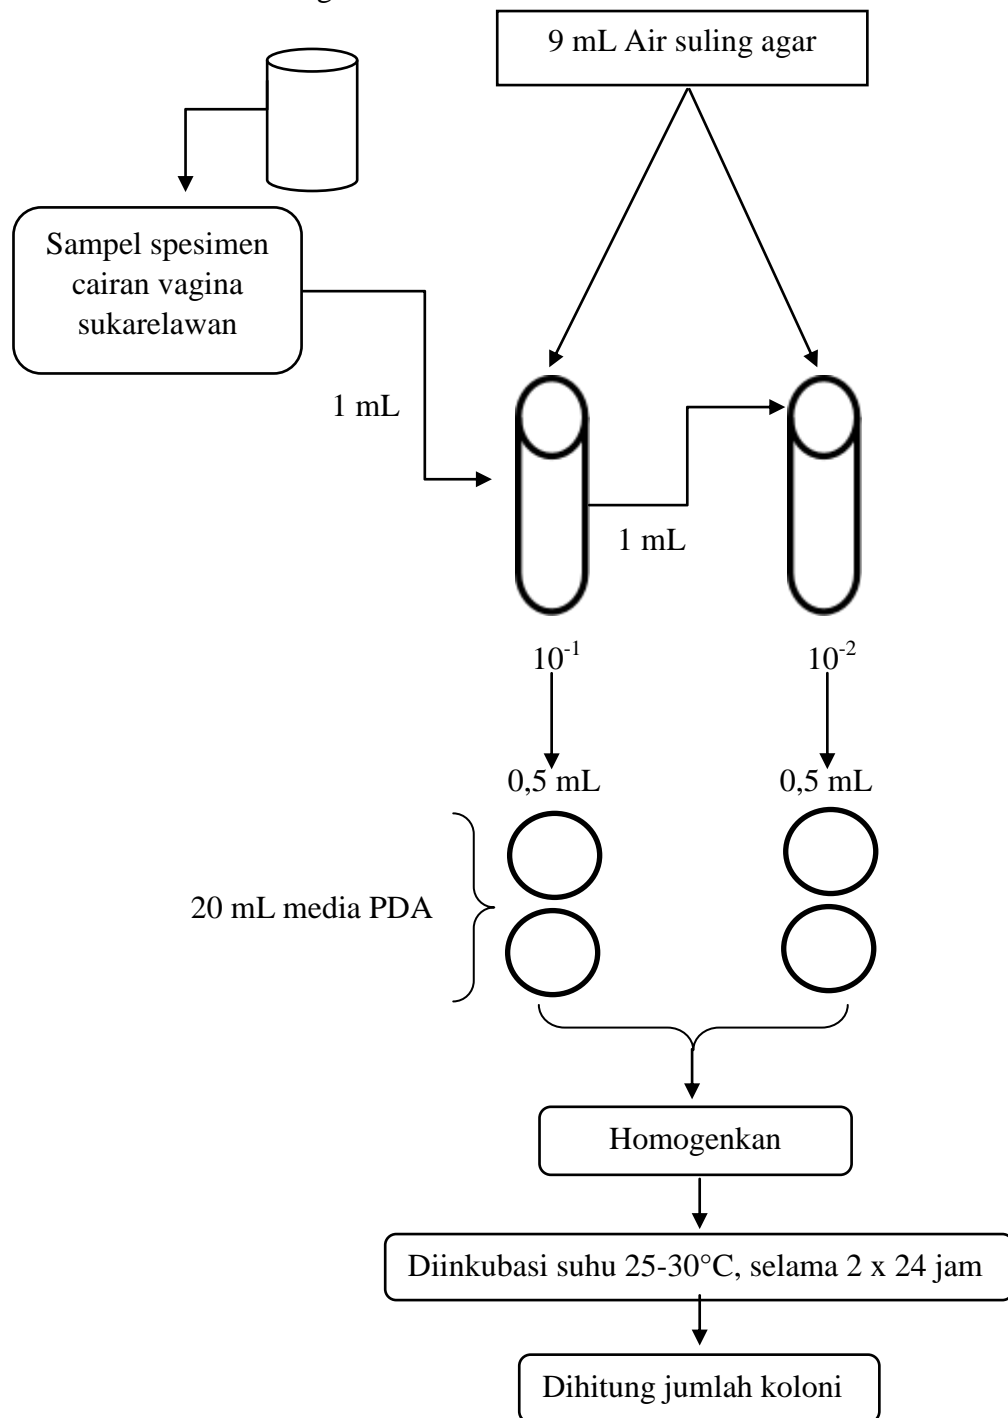 9 mL Air suling agar
Sampel spesimen
cairan vagina
sukarelawan
1 mL
1 mL
10⁻¹
10⁻²
0,5 mL
0,5 mL
20 mL media PDA
Homogenkan
Diinkubasi suhu 25-30°C, selama 2 x 24 jam
Dihitung jumlah koloni